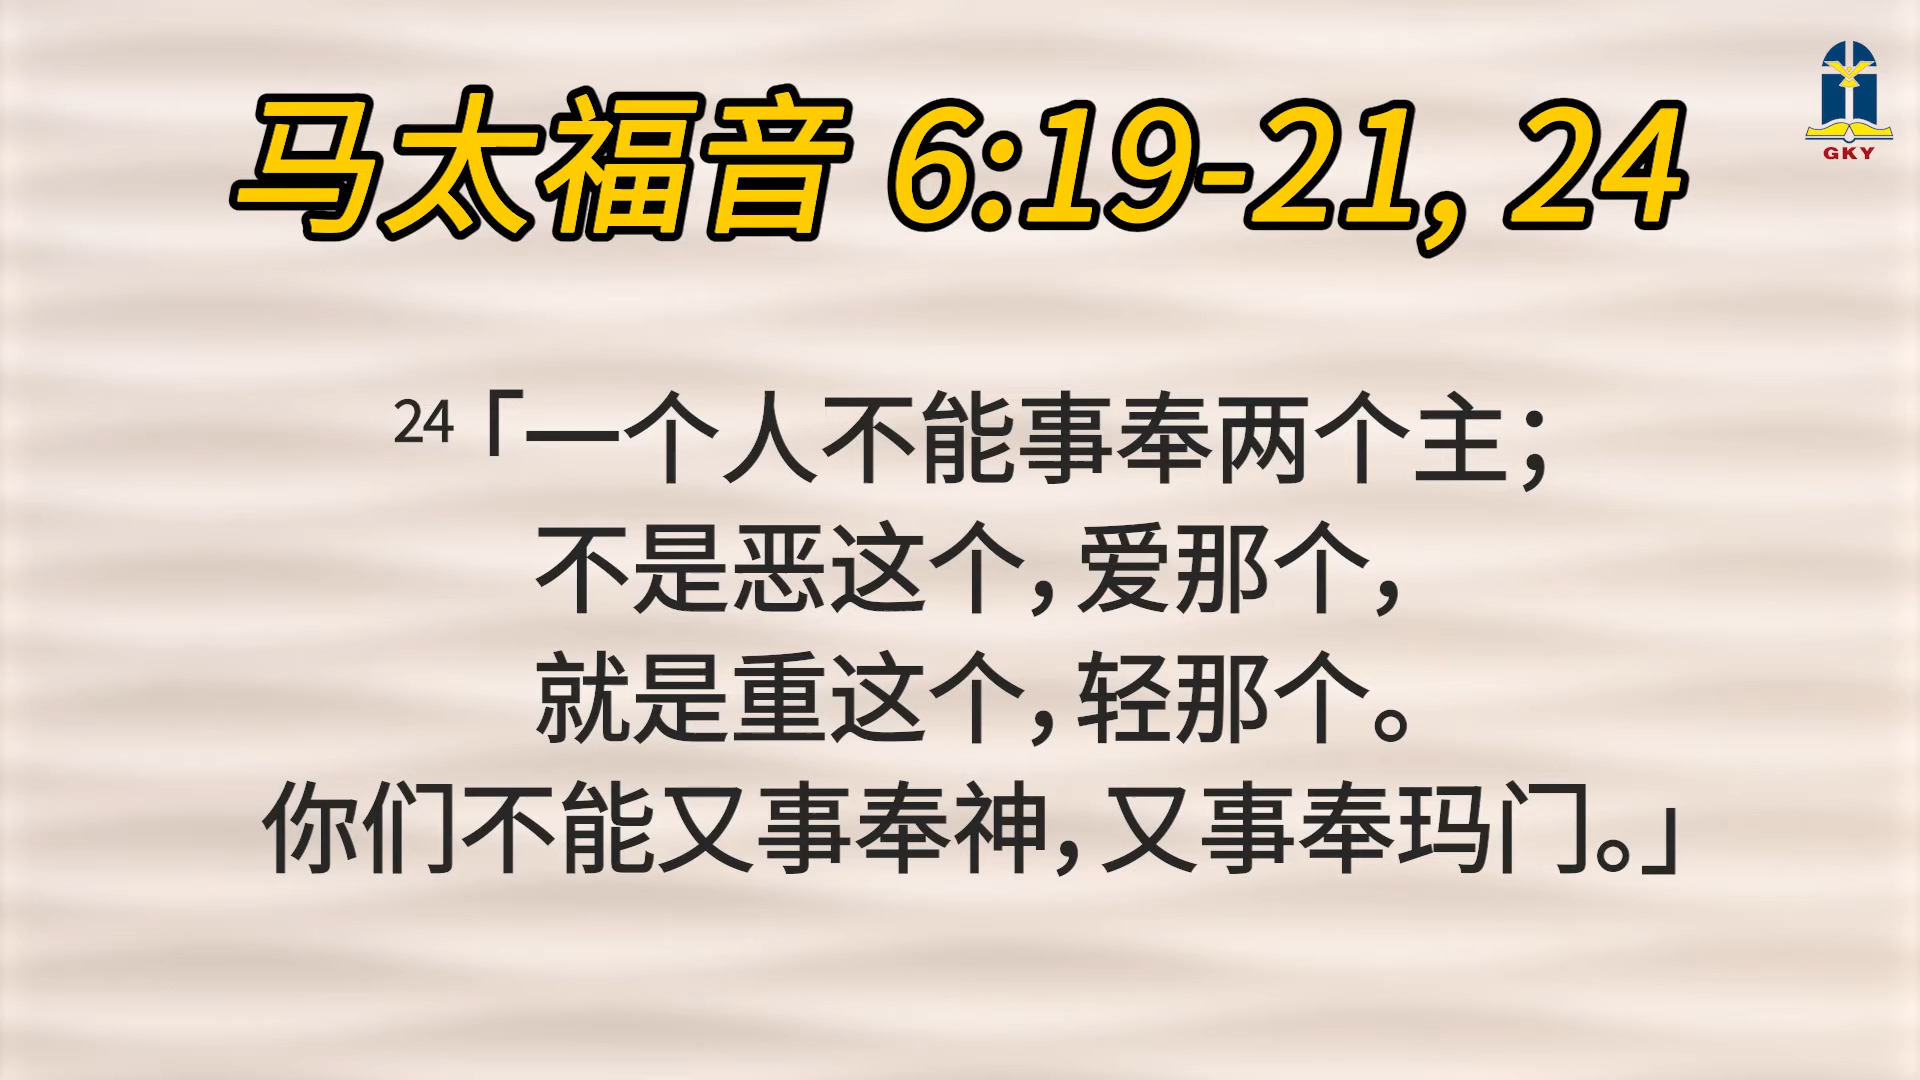 马太福音 6:19-21, 24
GKY
24「一个人不能事奉两个主；
不是恶这个，爱那个，
就是重这个，轻那个。
你们不能又事奉神，又事奉玛门。」